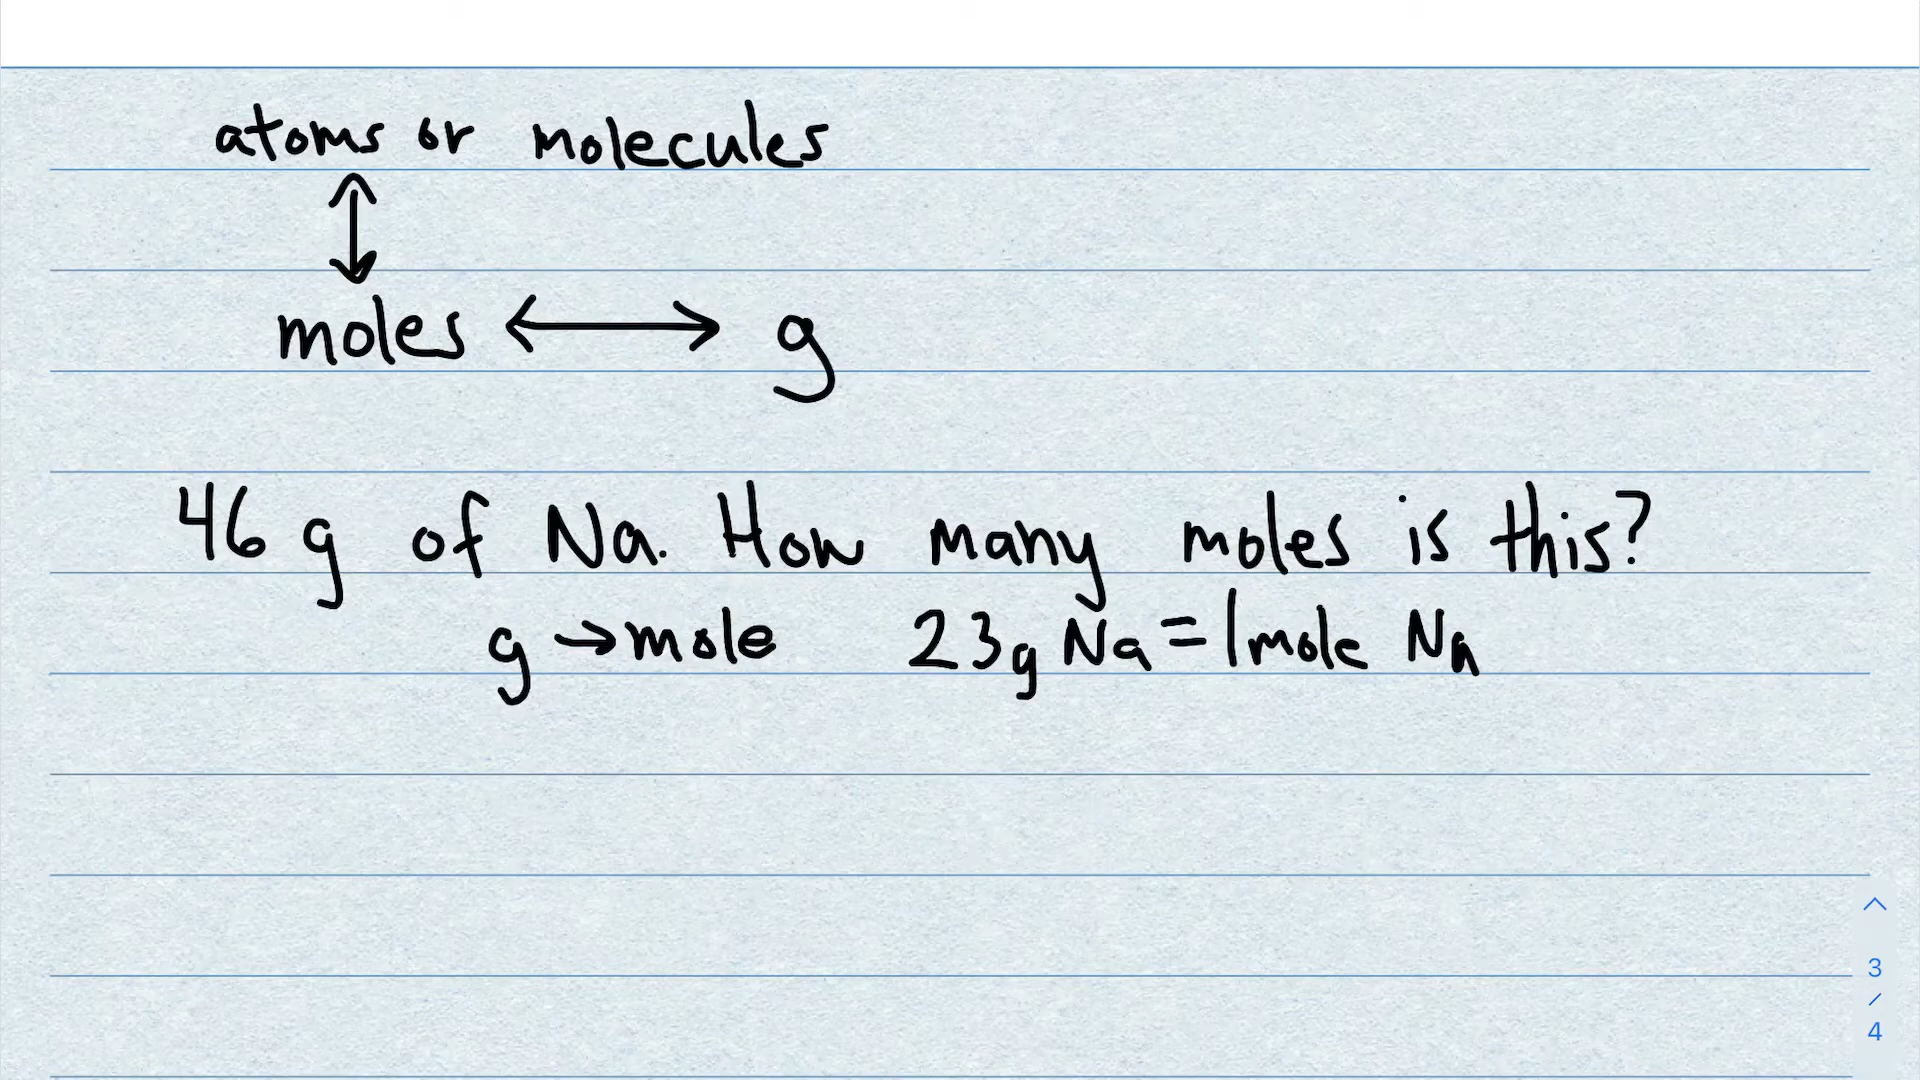 atoms or molecules
↕
moles ⟷ g
46 g of Na. How many moles is this?
g → mole 23g Na = 1 mole Na
3
/
4